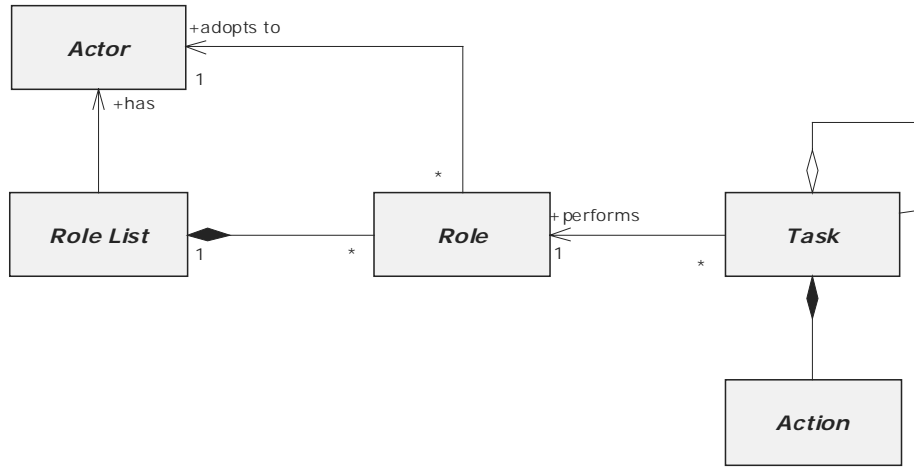 +adopts to
Actor
1
+has
*
+performs
Role List
Role
Task
1
*
1
*
Action